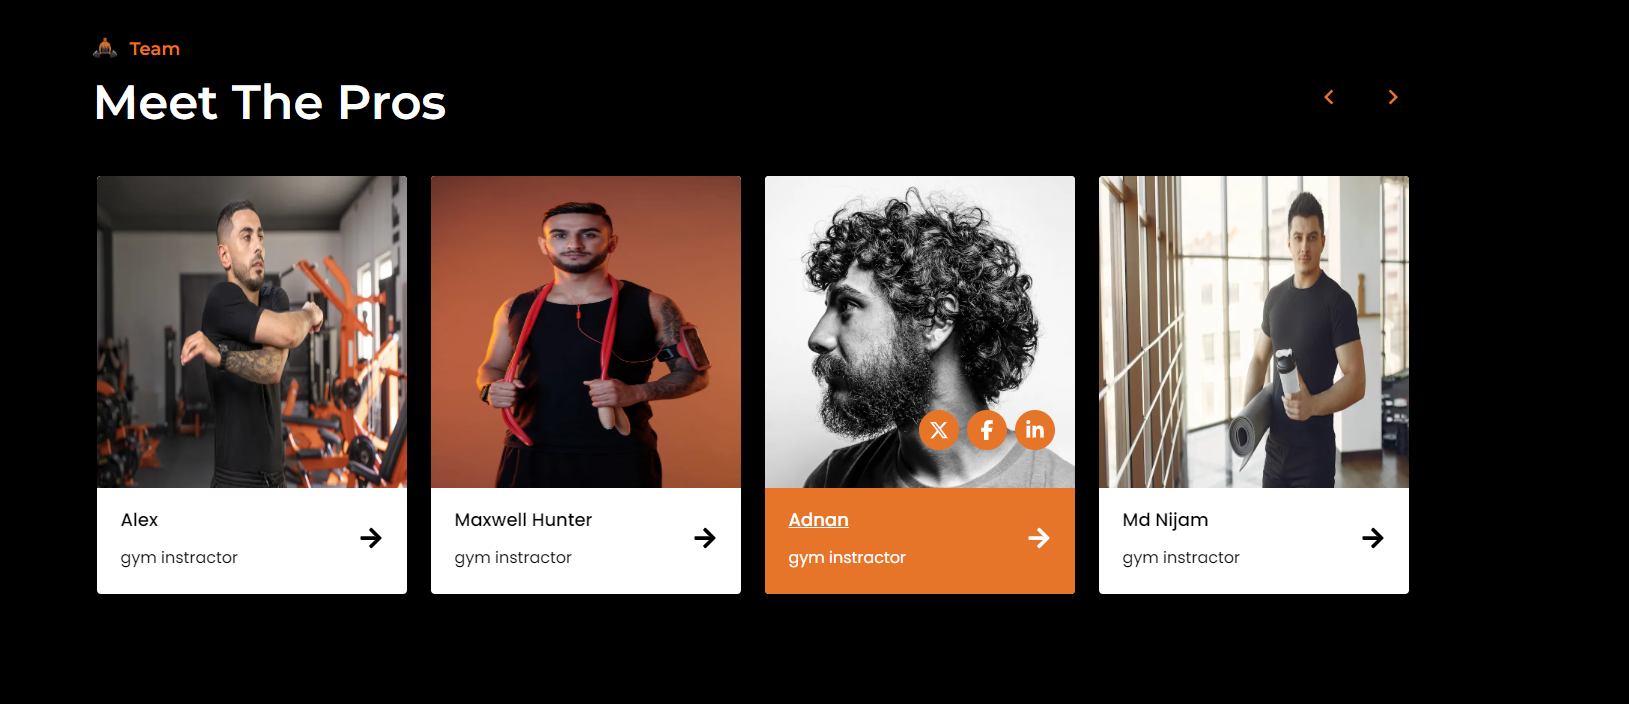 Team
Meet The Pros
Alex
gym instractor
Maxwell Hunter
gym instractor
Adnan
gym instractor
Md Nijam
gym instractor